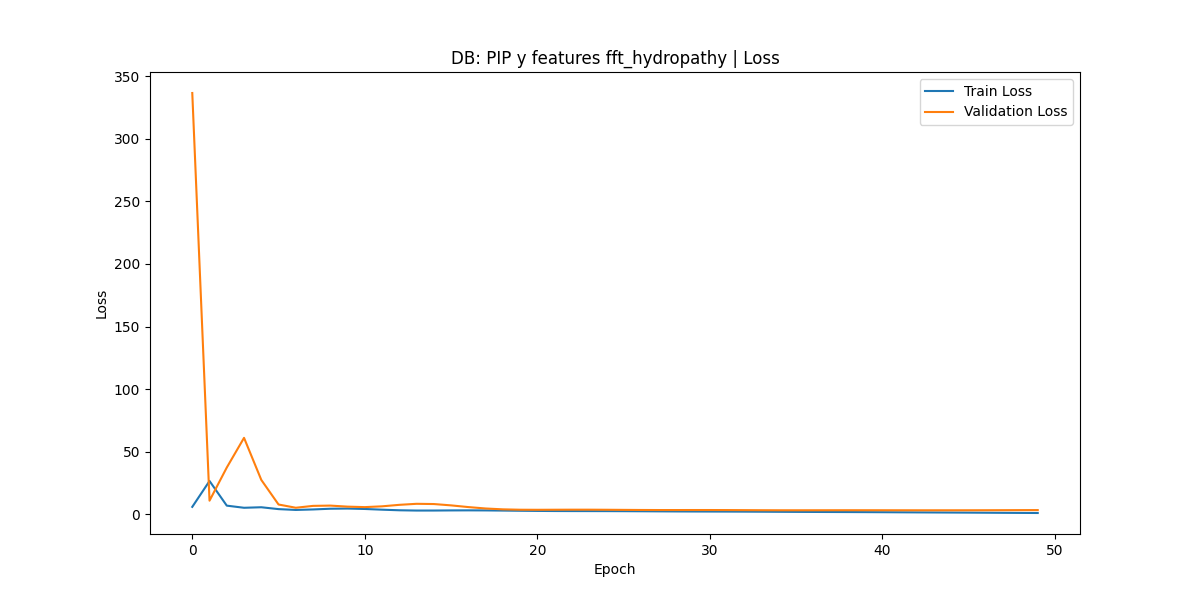 DB: PIP y features fft_hydropathy | Loss
350
300
250
200
150
100
50
0
Loss
Train Loss
Validation Loss
0 10 20 30 40 50
Epoch